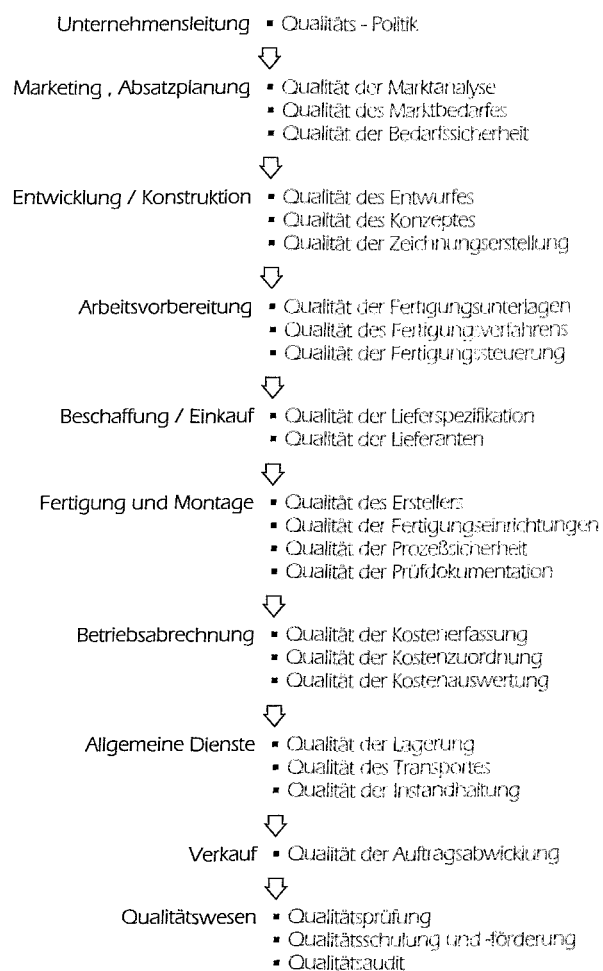 Unternehmensleitung ▪ Qualitäts - Politik
Marketing , Absatzplanung ▪ Qualität der Marktanalyse
▪ Qualität des Marktbedarfes
▪ Qualität der Bedarfssicherheit
Entwicklung / Konstruktion ▪ Qualität des Entwurfes
▪ Qualität des Konzeptes
▪ Qualität der Zeichnungserstellung
Arbeitsvorbereitung ▪ Qualität der Fertigungsunterlagen
▪ Qualität des Fertigungsverfahrens
▪ Qualität der Fertigungssteuerung
Beschaffung / Einkauf ▪ Qualität der Lieferspezifikation
▪ Qualität der Lieferanten
Fertigung und Montage ▪ Qualität des Erstellers
▪ Qualität der Fertigungseinrichtungen
▪ Qualität der Prozeßsicherheit
▪ Qualität der Prüfdokumentation
Betriebsabrechnung ▪ Qualität der Kostenerfassung
▪ Qualität der Kostenzuordnung
▪ Qualität der Kostenauswertung
Allgemeine Dienste ▪ Qualität der Lagerung
▪ Qualität des Transportes
▪ Qualität der Instandhaltung
Verkauf ▪ Qualität der Auftragsabwicklung
Qualitätswesen ▪ Qualitätsprüfung
▪ Qualitätsschulung und -förderung
▪ Qualitätsaudit